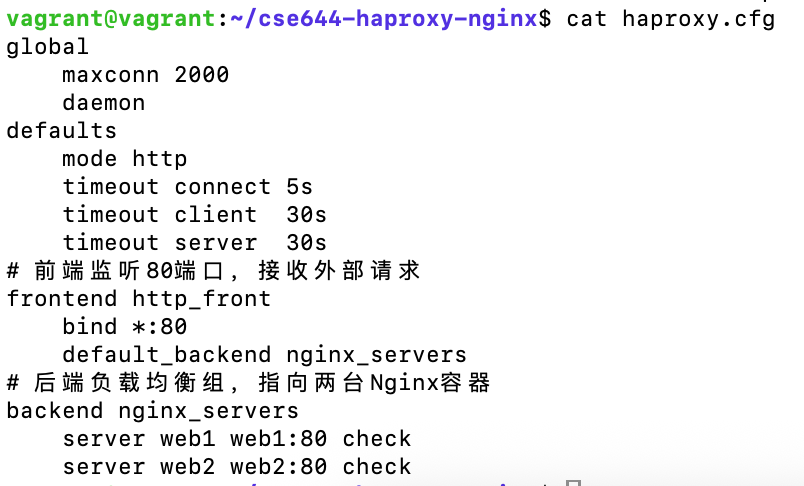 vagrant@vagrant:~/cse644-haproxy-nginx$ cat haproxy.cfg
global
    maxconn 2000
    daemon
defaults
    mode http
    timeout connect 5s
    timeout client  30s
    timeout server  30s
# 前端监听80端口，接收外部请求
frontend http_front
    bind *:80
    default_backend nginx_servers
# 后端负载均衡组，指向两台Nginx容器
backend nginx_servers
    server web1 web1:80 check
    server web2 web2:80 check